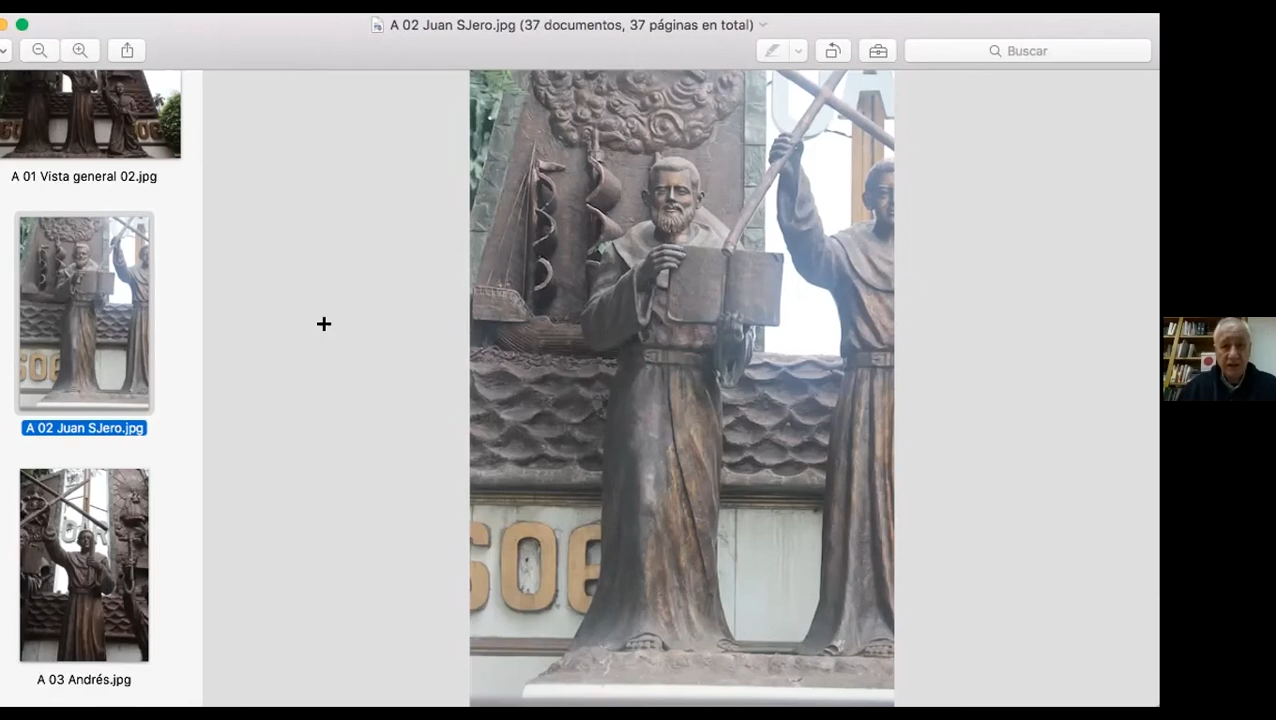 A 02 Juan SJero.jpg (37 documentos, 37 páginas en total)
Buscar
A 01 Vista general 02.jpg
A 02 Juan SJero.jpg
A 03 Andrés.jpg